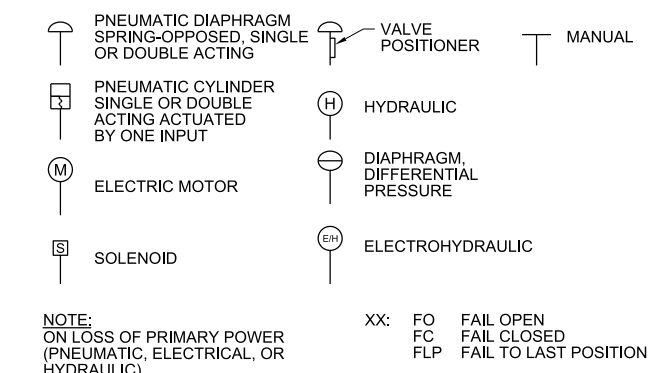 PNEUMATIC DIAPHRAGM
SPRING-OPPOSED, SINGLE
OR DOUBLE ACTING
VALVE
POSITIONER
MANUAL
PNEUMATIC CYLINDER
SINGLE OR DOUBLE
ACTING ACTUATED
BY ONE INPUT
H
HYDRAULIC
M
ELECTRIC MOTOR
DIAPHRAGM,
DIFFERENTIAL
PRESSURE
S
SOLENOID
E/H
ELECTROHYDRAULIC
NOTE:
ON LOSS OF PRIMARY POWER
(PNEUMATIC, ELECTRICAL, OR
HYDRAULIC)
XX: FO FAIL OPEN
FC FAIL CLOSED
FLP FAIL TO LAST POSITION